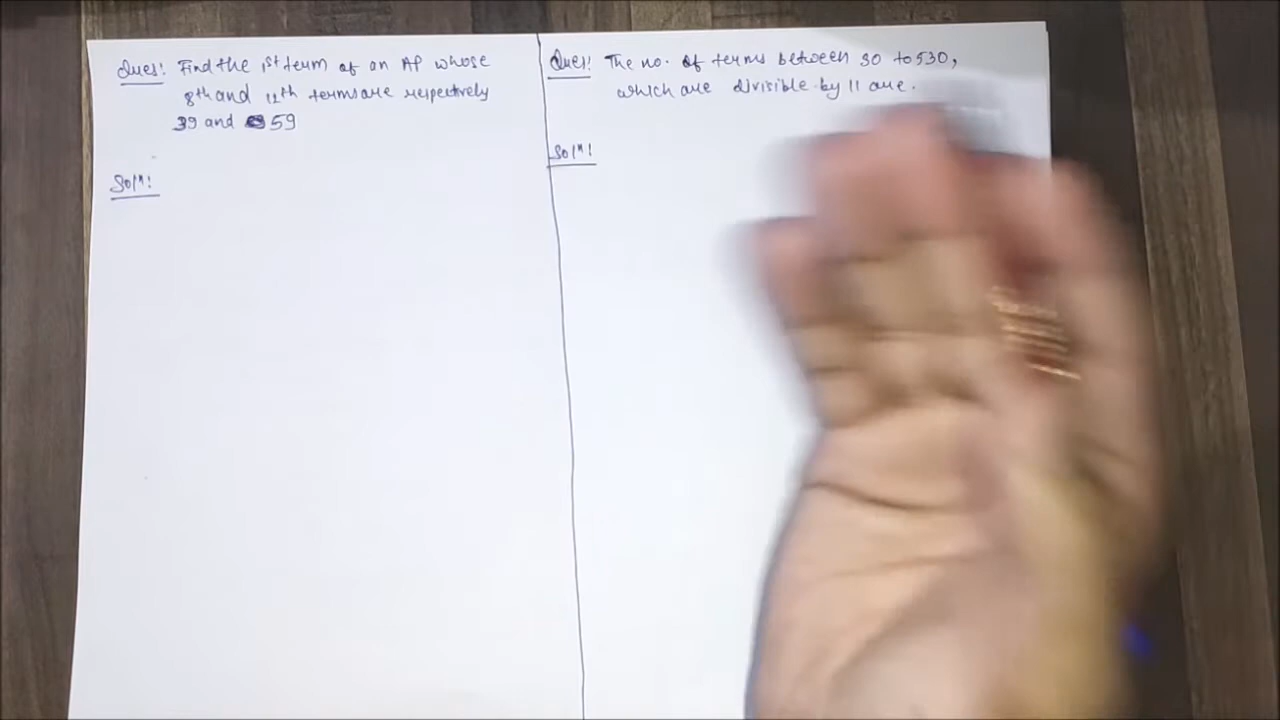 Ques: Find the 1st term of an AP whose
8th and 12th terms are respectively
39 and 59
Soln:
Ques: The no. of terms between 30 to 530,
which are divisible by 11 are.
Soln: